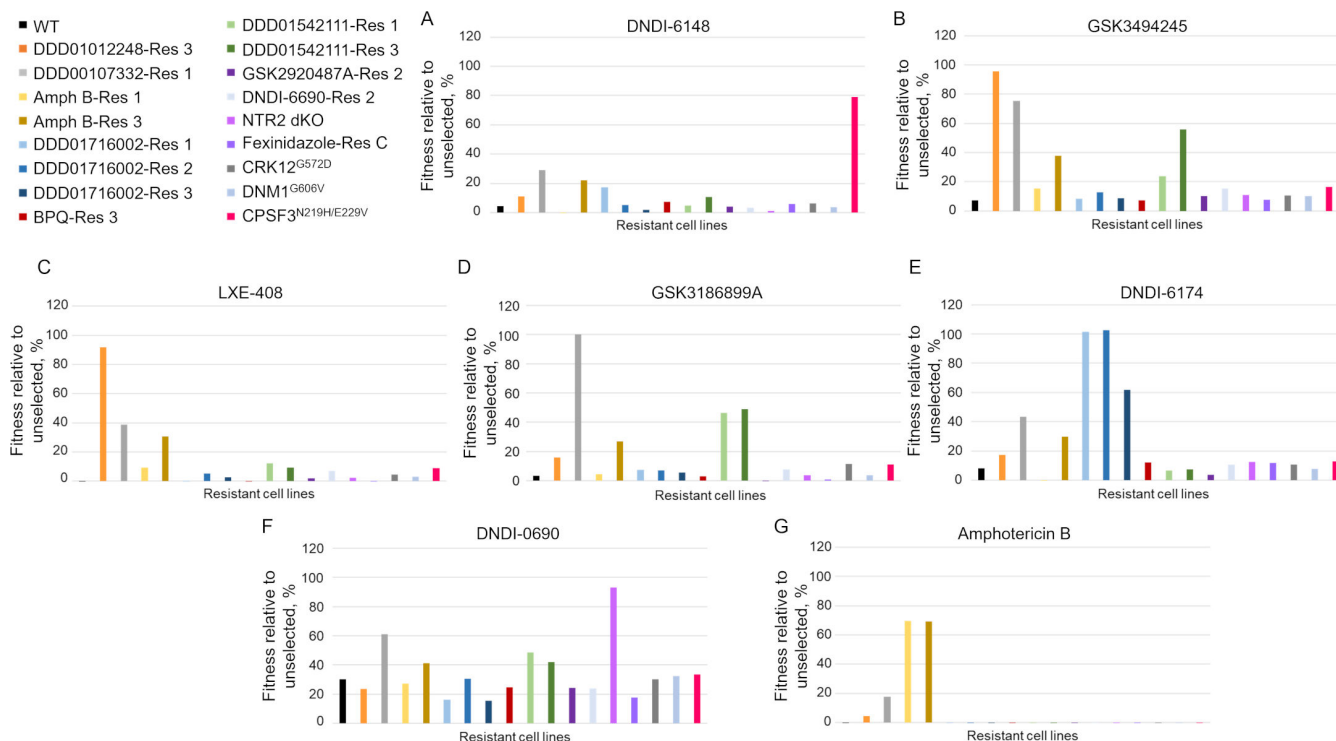 WT
DDD01012248-Res 3
DDD00107332-Res 1
Amph B-Res 1
Amph B-Res 3
DDD01716002-Res 1
DDD01716002-Res 2
DDD01716002-Res 3
BPQ-Res 3
DDD01542111-Res 1
DDD01542111-Res 3
GSK2920487A-Res 2
DNDI-6690-Res 2
NTR2 dKO
Fexinidazole-Res C
CRK12G572D
DNM1G606V
CPSF3N219H/E229V
A
DNDI-6148
Fitness relative to
unselected, %
120
100
80
60
40
20
0
Resistant cell lines
B
GSK3494245
Fitness relative to
unselected, %
120
100
80
60
40
20
0
Resistant cell lines
C
LXE-408
Fitness relative to
unselected, %
120
100
80
60
40
20
0
Resistant cell lines
D
GSK3186899A
Fitness relative to
unselected, %
120
100
80
60
40
20
0
Resistant cell lines
E
DNDI-6174
Fitness relative to
unselected, %
120
100
80
60
40
20
0
Resistant cell lines
F
DNDI-0690
Fitness relative to
unselected, %
120
100
80
60
40
20
0
Resistant cell lines
G
Amphotericin B
Fitness relative to
unselected, %
120
100
80
60
40
20
0
Resistant cell lines